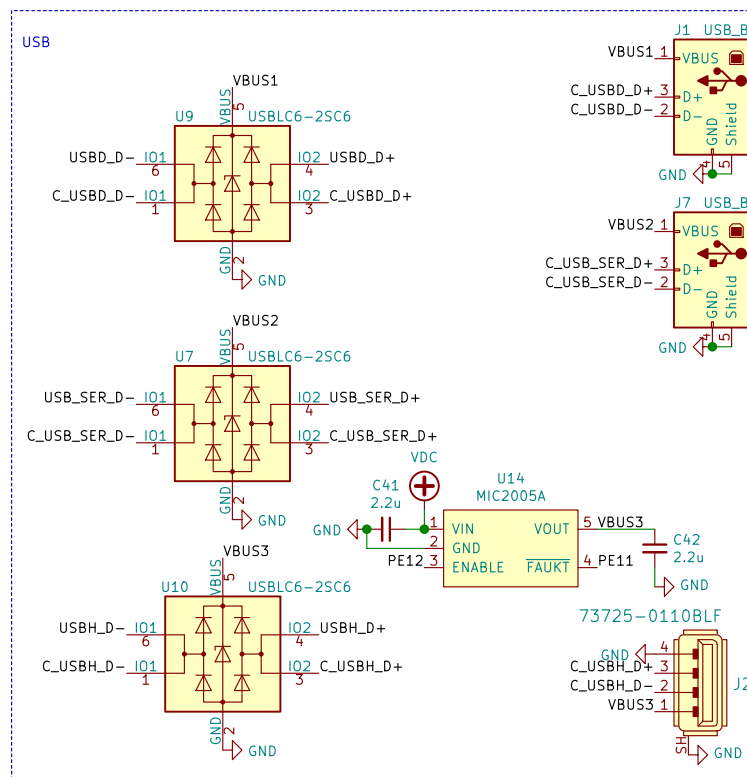 USB
VBUS1
VBUS
5
U9
USBLC6-2SC6
USBD_D-
IO1
6
IO2
4
USBD_D+
C_USBD_D-
IO1
1
IO2
3
C_USBD_D+
GND
2
GND
J1
USB_B
VBUS1
1
VBUS
C_USBD_D+
3
D+
C_USBD_D-
2
D-
GND
Shield
4
5
GND
J7
USB_B
VBUS2
1
VBUS
C_USB_SER_D+
3
D+
C_USB_SER_D-
2
D-
GND
Shield
4
5
GND
VBUS2
VBUS
5
U7
USBLC6-2SC6
USB_SER_D-
IO1
6
IO2
4
USB_SER_D+
C_USB_SER_D-
IO1
1
IO2
3
C_USB_SER_D+
GND
2
GND
VDC
C41
2.2u
GND
U14
MIC2005A
1
VIN
VOUT
5
VBUS3
2
GND
PE12
3
ENABLE
FAUKT
4
PE11
C42
2.2u
GND
VBUS3
VBUS
5
U10
USBLC6-2SC6
USBH_D-
IO1
6
IO2
4
USBH_D+
C_USBH_D-
IO1
1
IO2
3
C_USBH_D+
GND
2
GND
73725-0110BLF
GND
4
C_USBH_D+
3
C_USBH_D-
2
VBUS3
1
J2
SH
GND